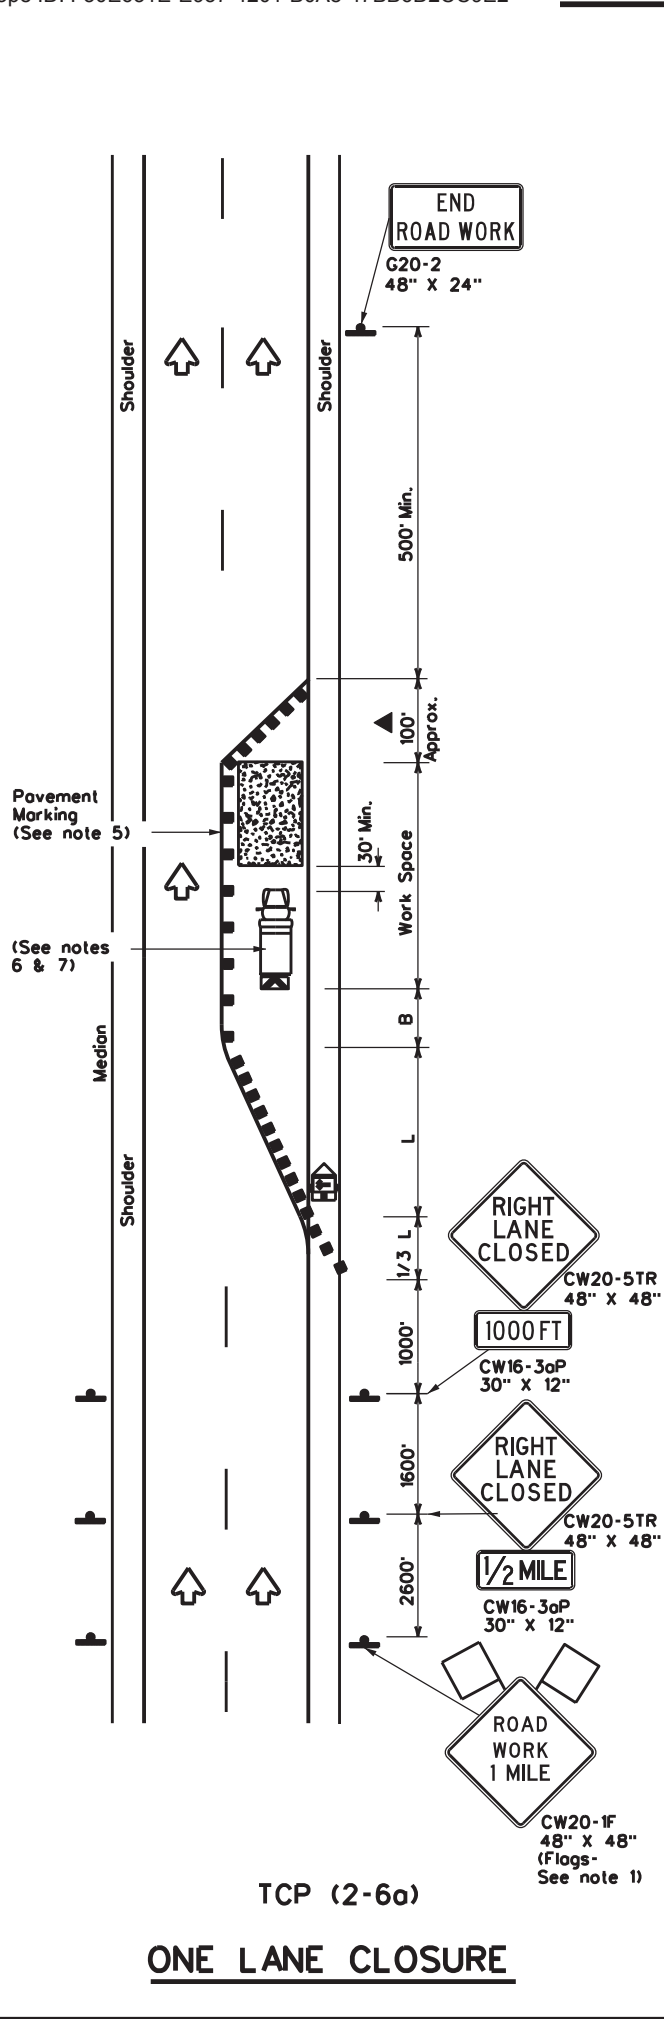 END
ROAD WORK
G20-2
48" X 24"
Shoulder
Shoulder
500' Min.
100'
Approx.
Pavement
Marking
(See note 5)
30' Min.
Work Space
(See notes
6 & 7)
B
Median
L
Shoulder
RIGHT
LANE
CLOSED
1/3 L
CW20-5TR
48" X 48"
1000 FT
1000'
CW16-3aP
30" X 12"
RIGHT
LANE
CLOSED
1600'
CW20-5TR
48" X 48"
1/2 MILE
2600'
CW16-3aP
30" X 12"
ROAD
WORK
1 MILE
CW20-1F
48" X 48"
(Flags-
See note 1)
TCP (2-6a)
ONE LANE CLOSURE